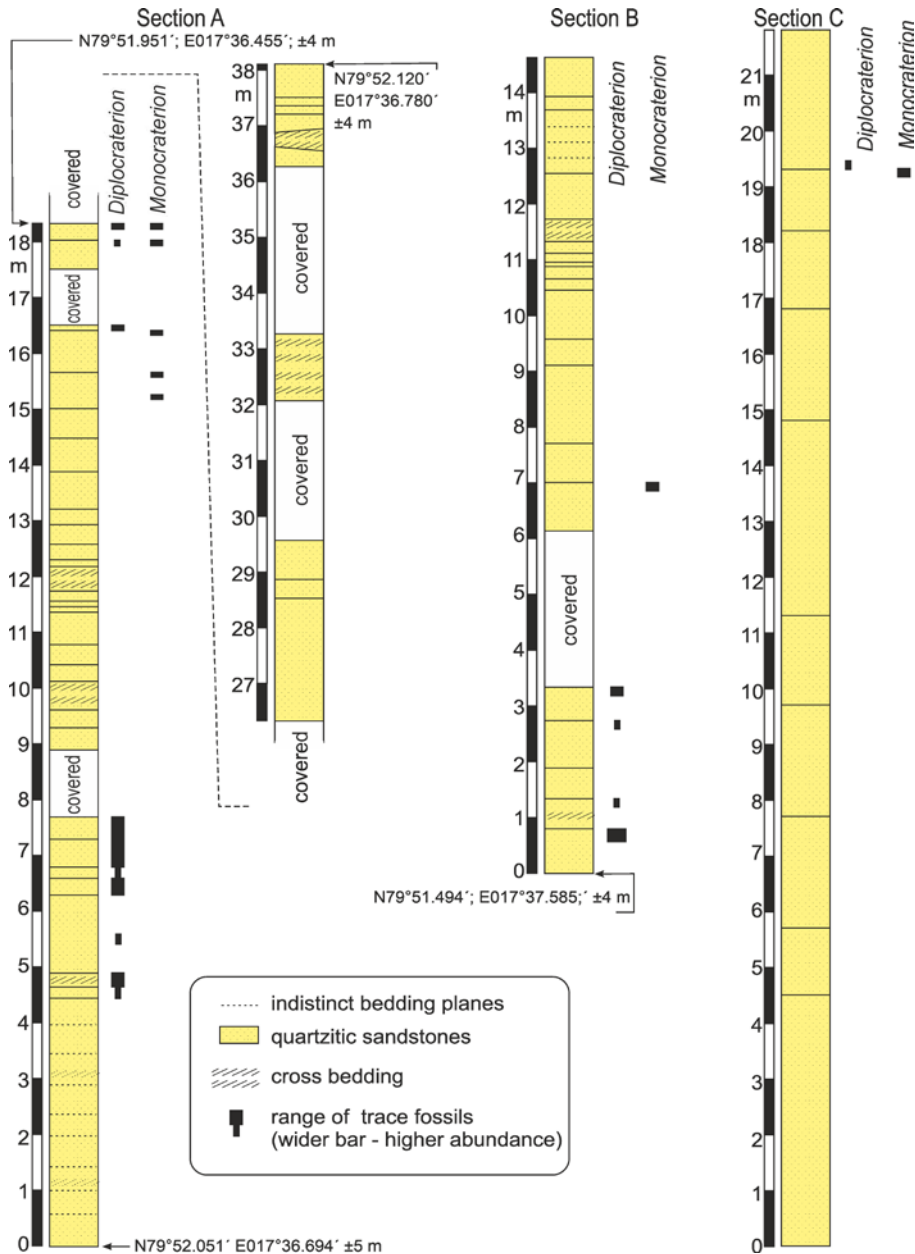 Section A
N79°51.951´; E017°36.455´; ±4 m
covered
Diplocraterion
Monocraterion
18
m
17
16
15
14
13
12
11
10
9
8
7
6
5
4
3
2
1
0
covered
covered
N79°52.051´ E017°36.694´ ±5 m
38
m
37
36
35
34
33
32
31
30
29
28
27
N79°52.120´
E017°36.780´
±4 m
covered
covered
covered
Section B
14
m
13
12
11
10
9
8
7
6
5
4
3
2
1
0
Diplocraterion
Monocraterion
covered
N79°51.494´; E017°37.585;´ ±4 m
Section C
21
m
20
19
18
17
16
15
14
13
12
11
10
9
8
7
6
5
4
3
2
1
0
Diplocraterion
Monocraterion
indistinct bedding planes
quartzitic sandstones
cross bedding
range of trace fossils
(wider bar - higher abundance)